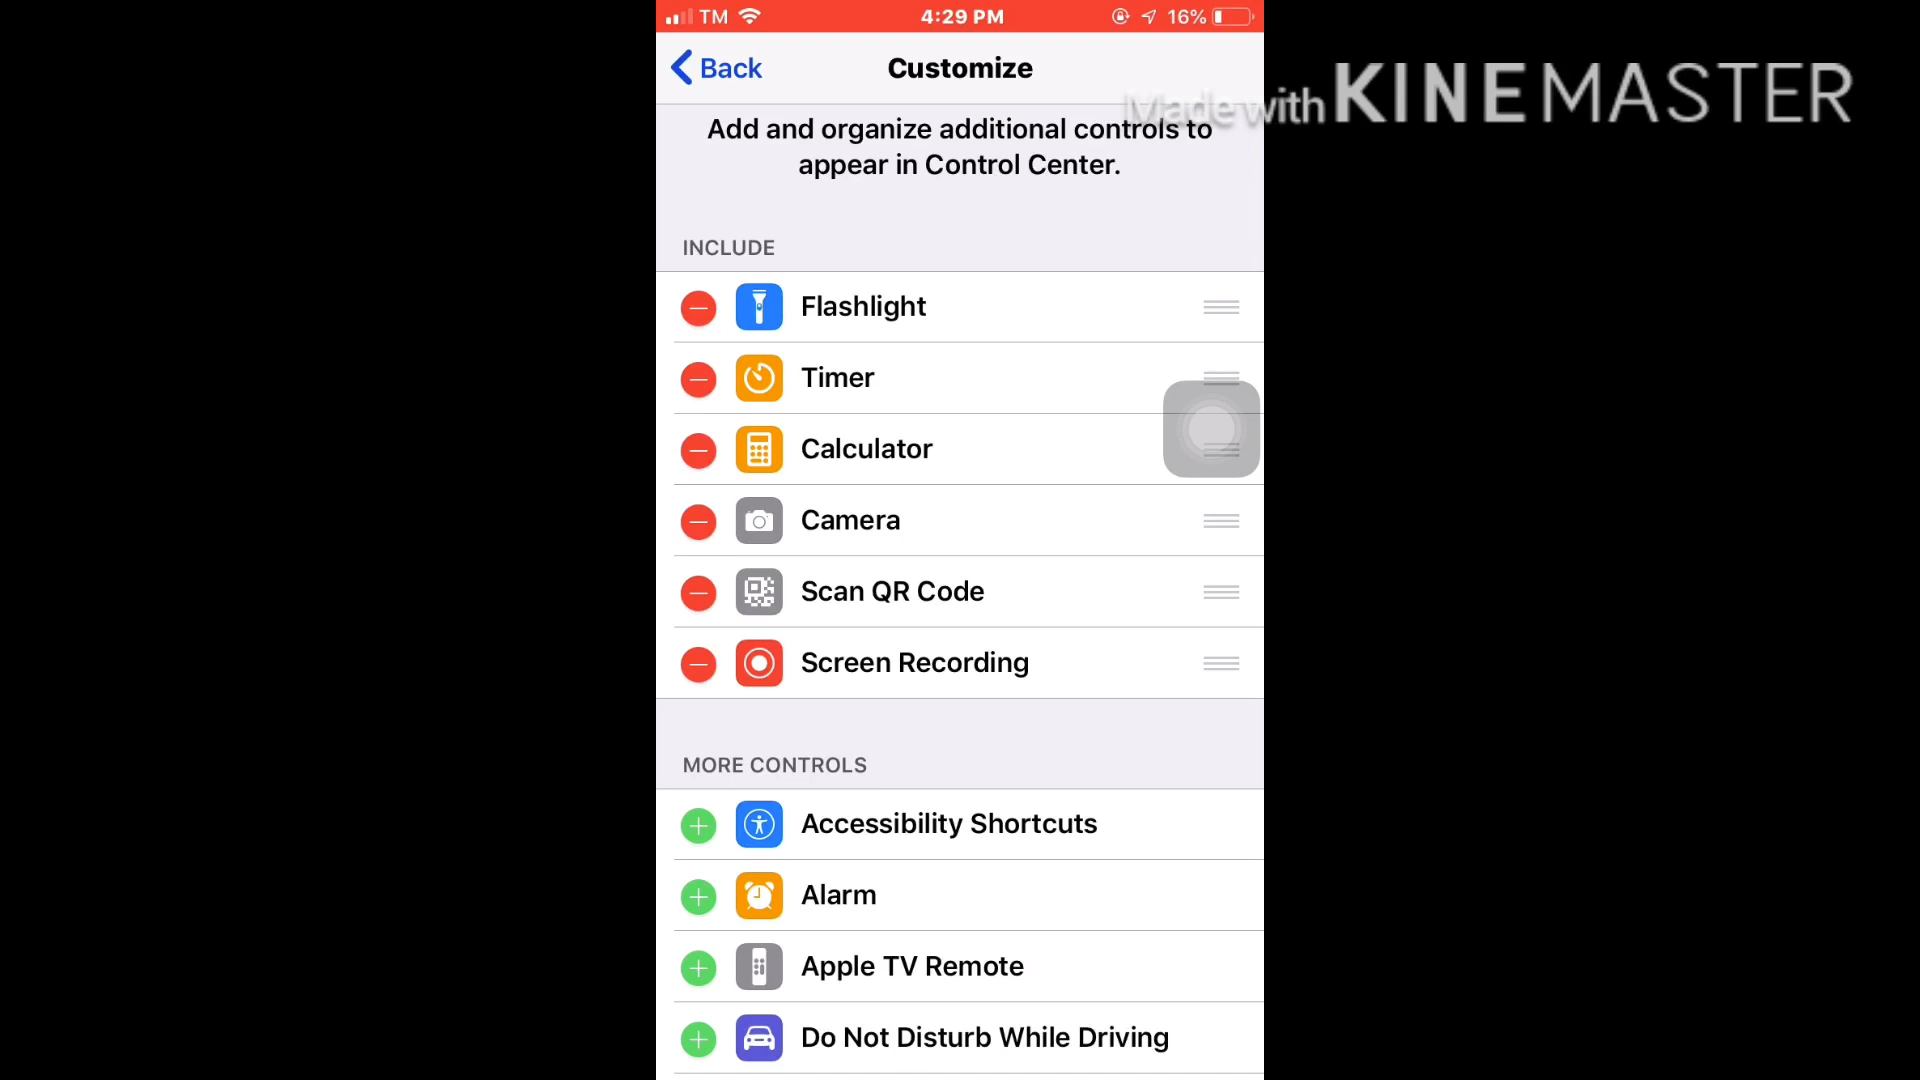 TM 4:29 PM 16%
Back Customize
Made with KINEMASTER
Add and organize additional controls to
appear in Control Center.
INCLUDE
Flashlight
Timer
Calculator
Camera
Scan QR Code
Screen Recording
MORE CONTROLS
Accessibility Shortcuts
Alarm
Apple TV Remote
Do Not Disturb While Driving